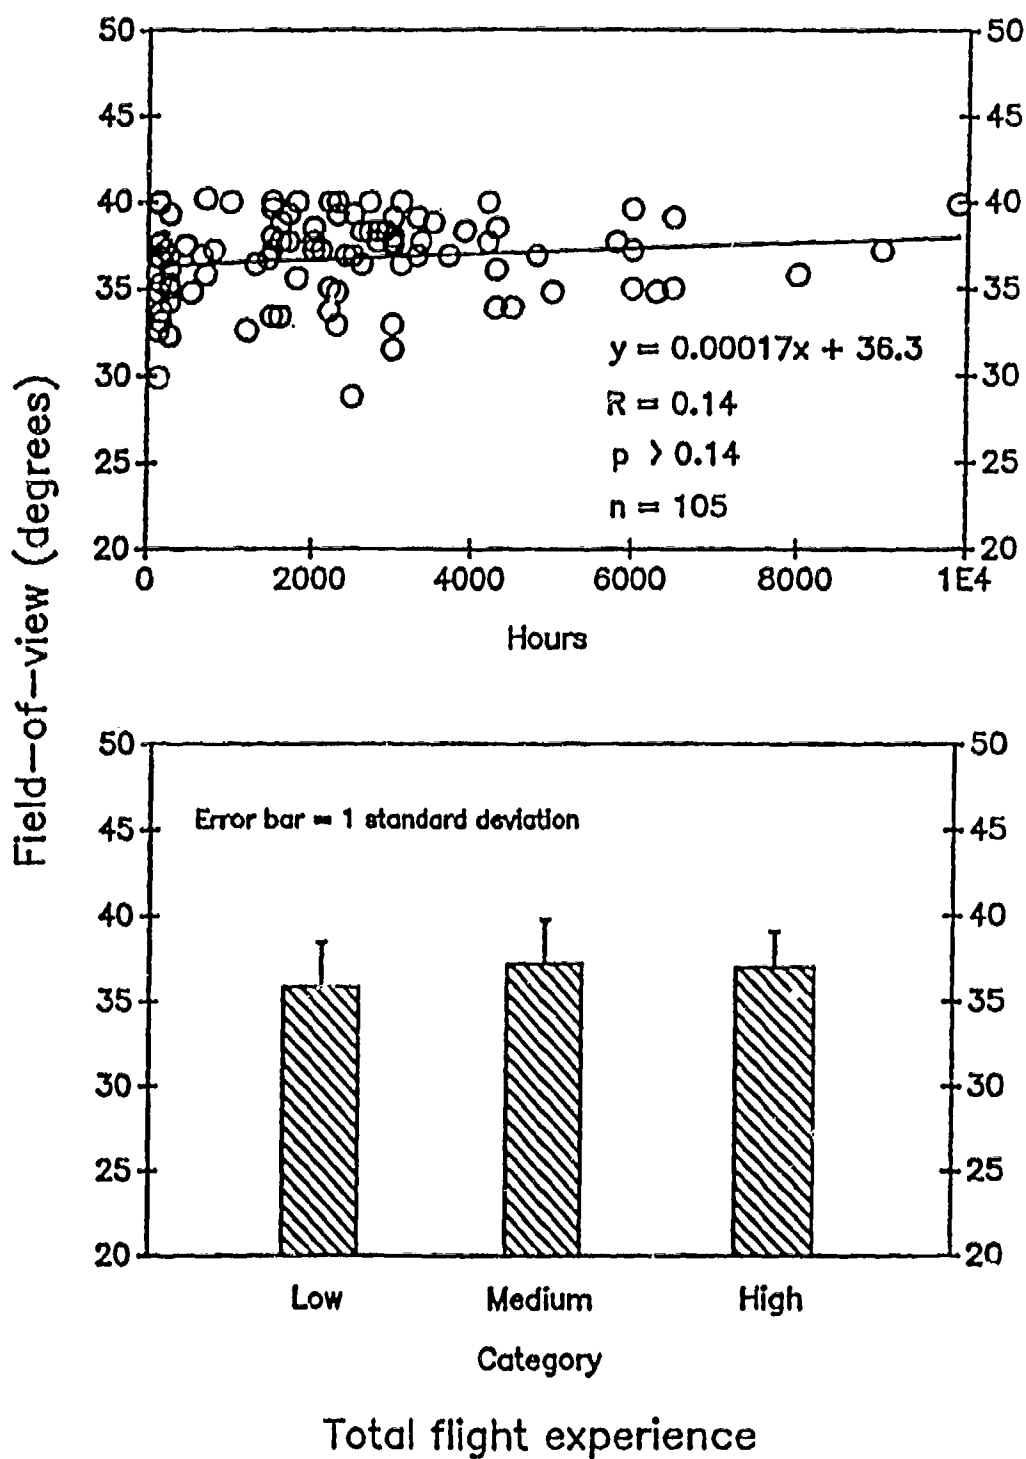 Field-of-view (degrees)
50 50
45 45
40 40
35 35
30 30
25 25
20 20
y = 0.00017x + 36.3
R = 0.14
p > 0.14
n = 105
0 2000 4000 6000 8000 1E4
Hours
50 50
Error bar = 1 standard deviation
45 45
40 40
35 35
30 30
25 25
20 20
Low Medium High
Category
Total flight experience